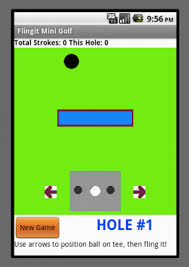 9:56 PM
Flingit Mini Golf
Total Strokes: 0 This Hole: 0
New Game
HOLE #1
Use arrows to position ball on tee, then fling it!